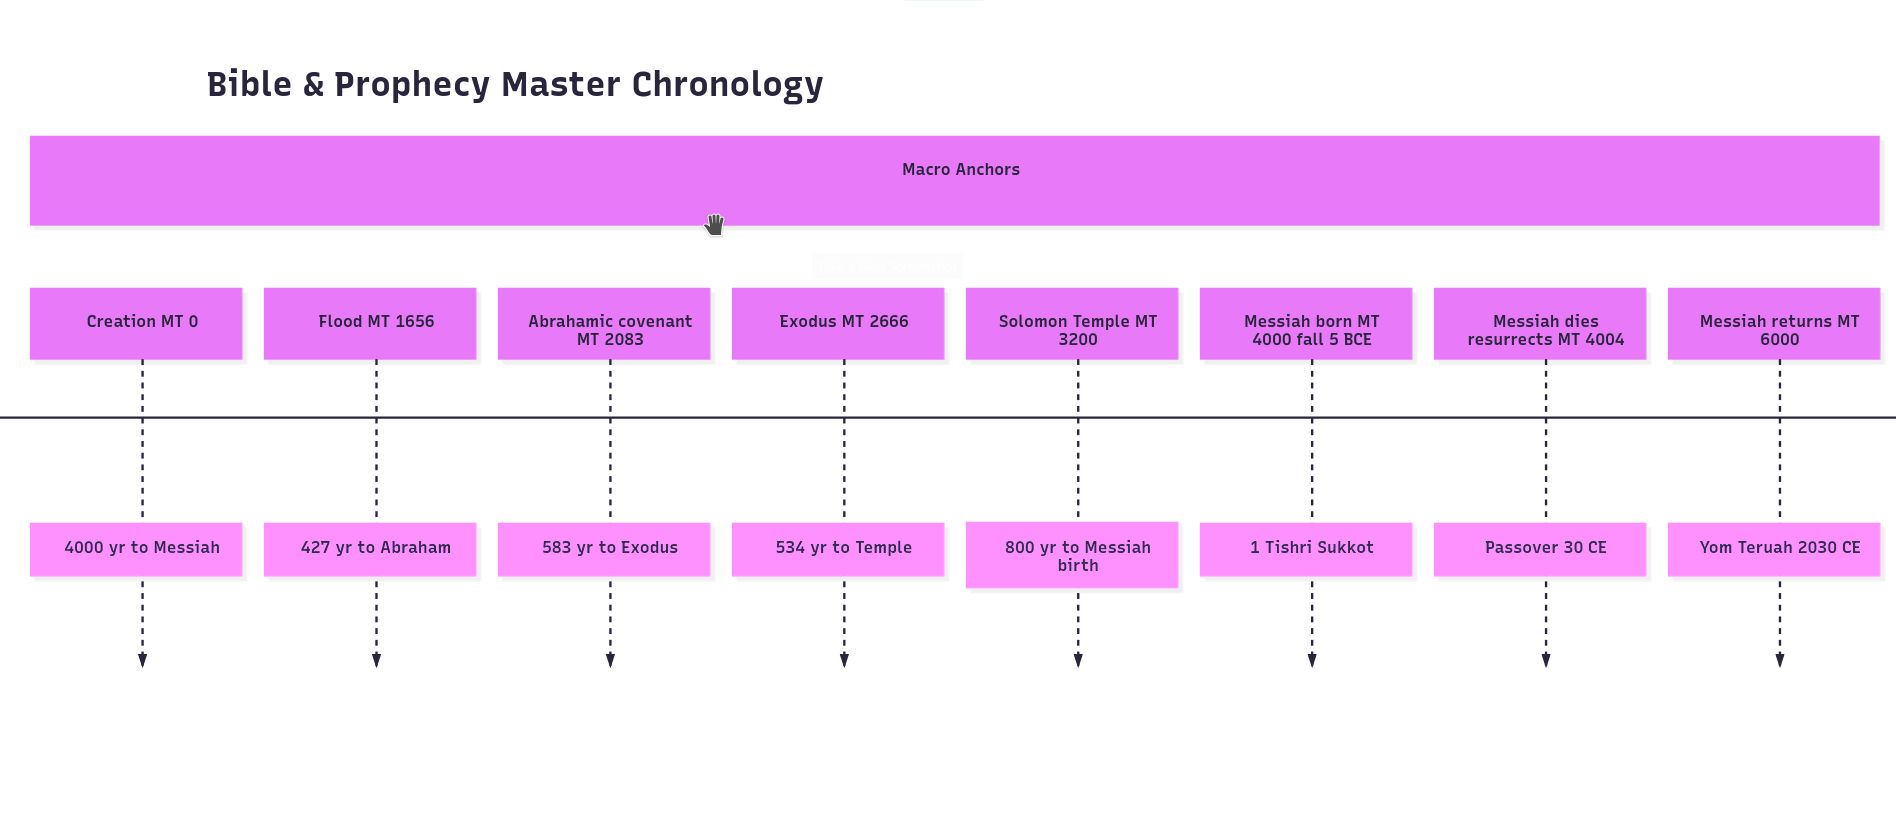 Bible & Prophecy Master Chronology
Macro Anchors
Creation MT 0
Flood MT 1656
Abrahamic covenant
MT 2083
Exodus MT 2666
Solomon Temple MT
3200
Messiah born MT
4000 fall 5 BCE
Messiah dies
resurrects MT 4004
Messiah returns MT
6000
4000 yr to Messiah
427 yr to Abraham
583 yr to Exodus
534 yr to Temple
800 yr to Messiah
birth
1 Tishri Sukkot
Passover 30 CE
Yom Teruah 2030 CE